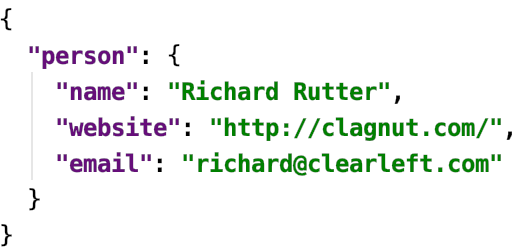 {
  "person": {
    "name": "Richard Rutter",
    "website": "http://clagnut.com/",
    "email": "richard@clearleft.com"
  }
}